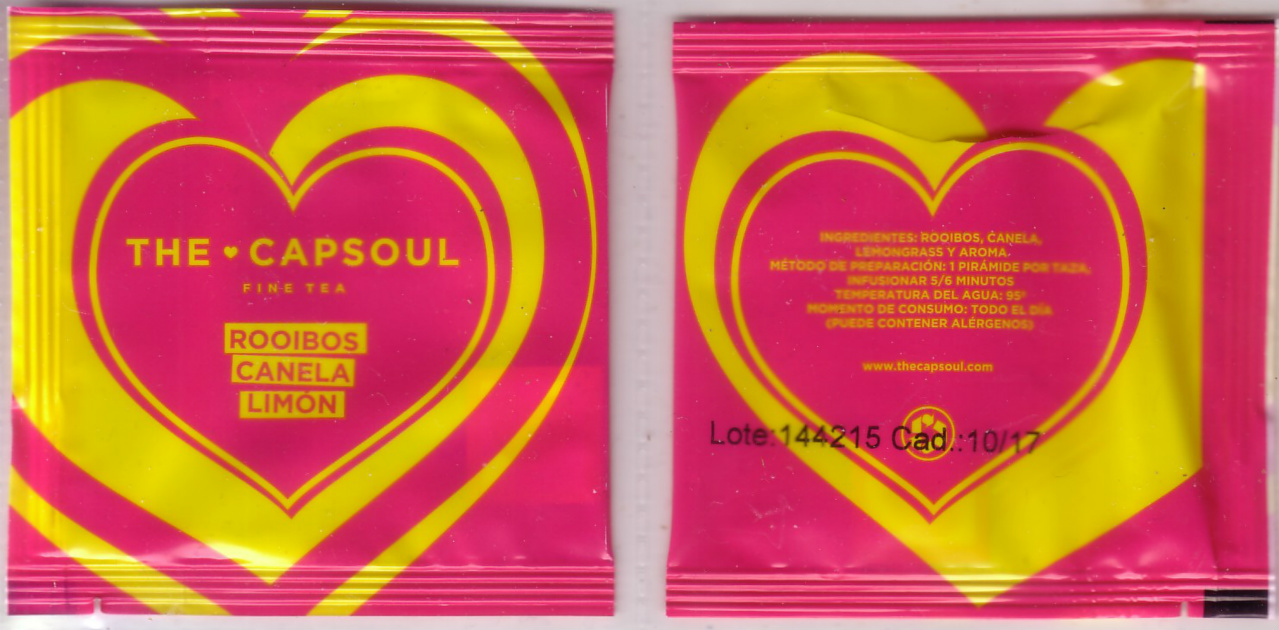 THE ♥ CAPSOUL
FINE TEA
ROOIBOS
CANELA
LIMÓN
INGREDIENTES: ROOIBOS, CANELA,
LEMONGRASS Y AROMA.
MÉTODO DE PREPARACIÓN: 1 PIRÁMIDE POR TAZA,
INFUSIONAR 5/6 MINUTOS
TEMPERATURA DEL AGUA: 95º
MOMENTO DE CONSUMO: TODO EL DÍA
(PUEDE CONTENER ALÉRGENOS)
www.thecapsoul.com
Lote:144215 Cad.:10/17